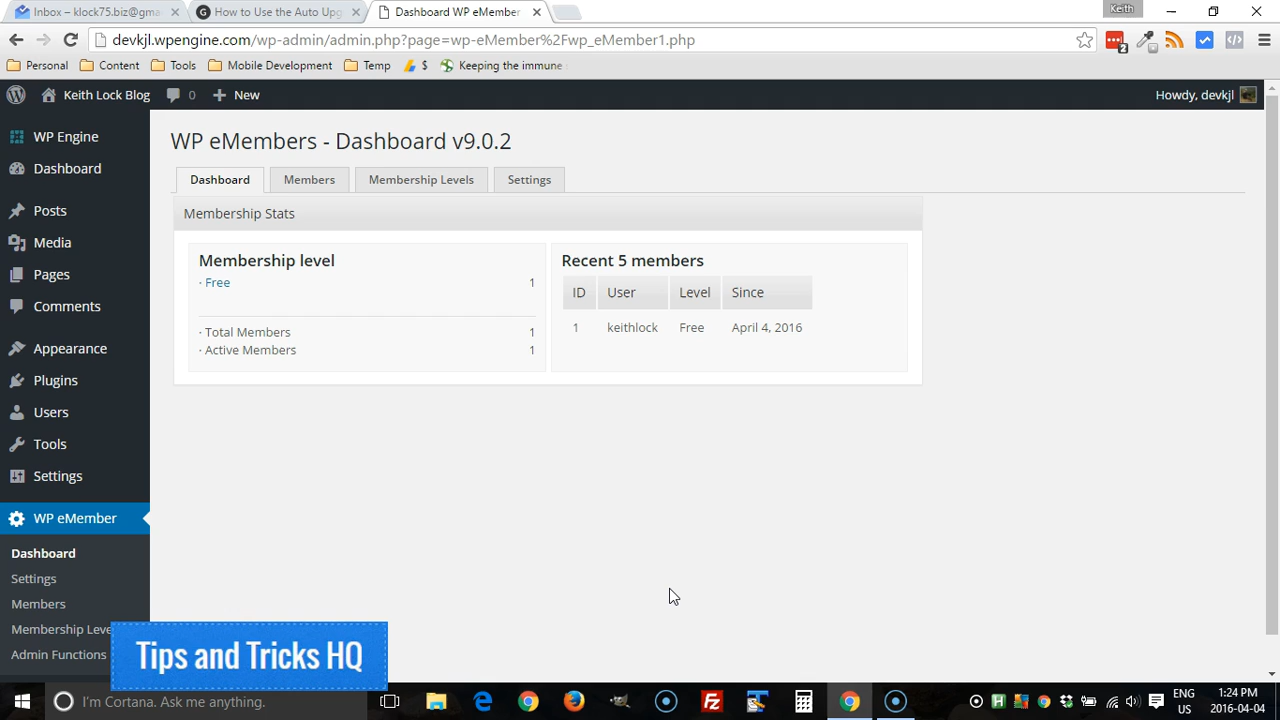 Inbox – klock75.biz@gma
How to Use the Auto Upg
Dashboard WP eMember
Keith
devkjl.wpengine.com/wp-admin/admin.php?page=wp-eMember%2Fwp_eMember1.php
2
Personal
Content
Tools
Mobile Development
Temp
$
Keeping the immune
Keith Lock Blog
0
New
Howdy, devkjl
WP Engine
Dashboard
Posts
Media
Pages
Comments
Appearance
Plugins
Users
Tools
Settings
WP eMember
Dashboard
Settings
Members
Membership Leve
Admin Functions
WP eMembers - Dashboard v9.0.2
Dashboard
Members
Membership Levels
Settings
Membership Stats
Membership level
· Free 1
· Total Members 1
· Active Members 1
Recent 5 members
ID User Level Since
1 keithlock Free April 4, 2016
Tips and Tricks HQ
I'm Cortana. Ask me anything.
ENG
US
1:24 PM
2016-04-04